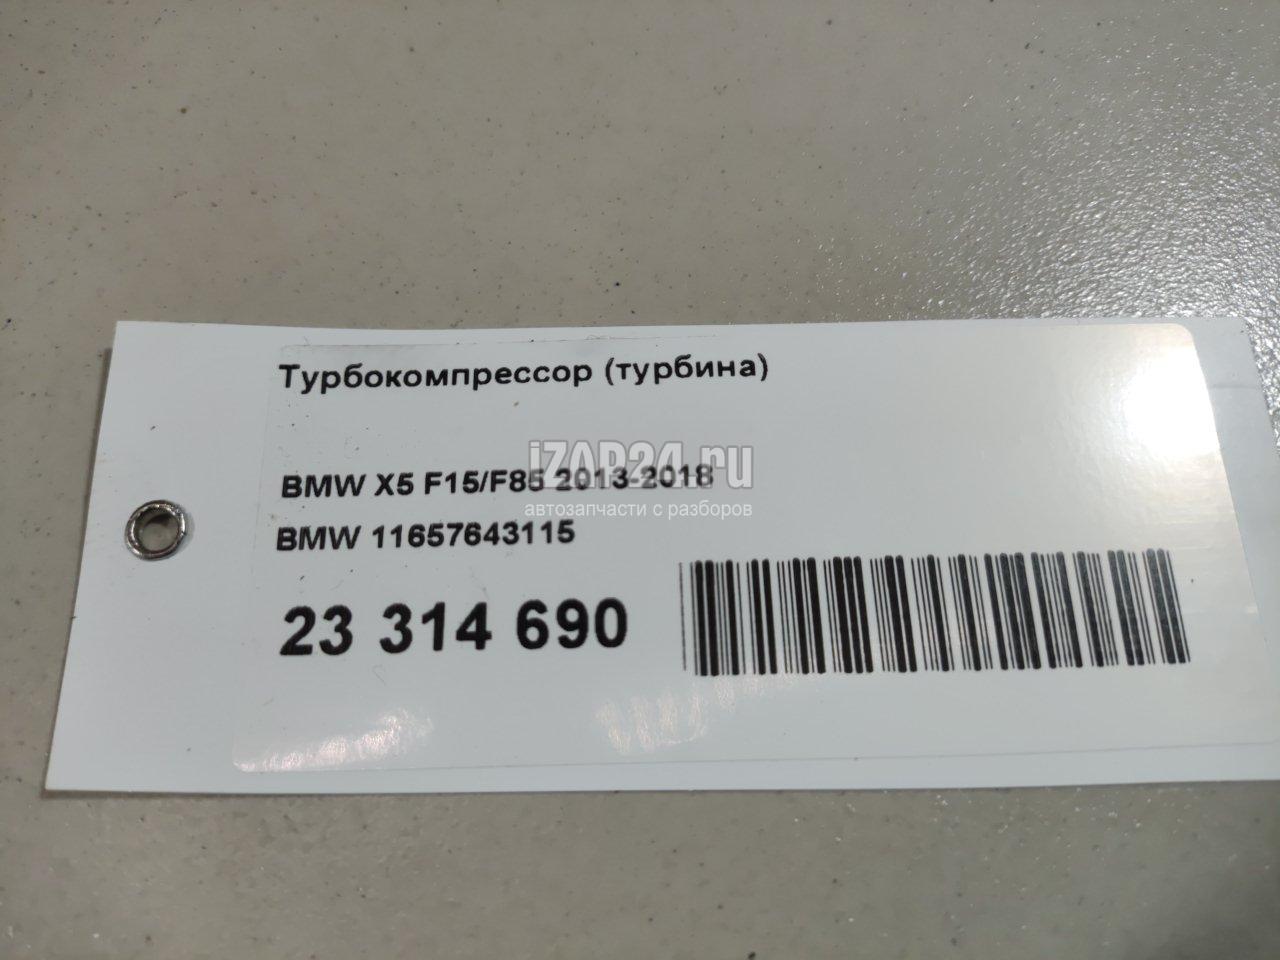 Турбокомпрессор (турбина)
iZAP24.ru
BMW X5 F15/F85 2013-2018
автозапчасти с разборов
BMW 11657643115
23 314 690